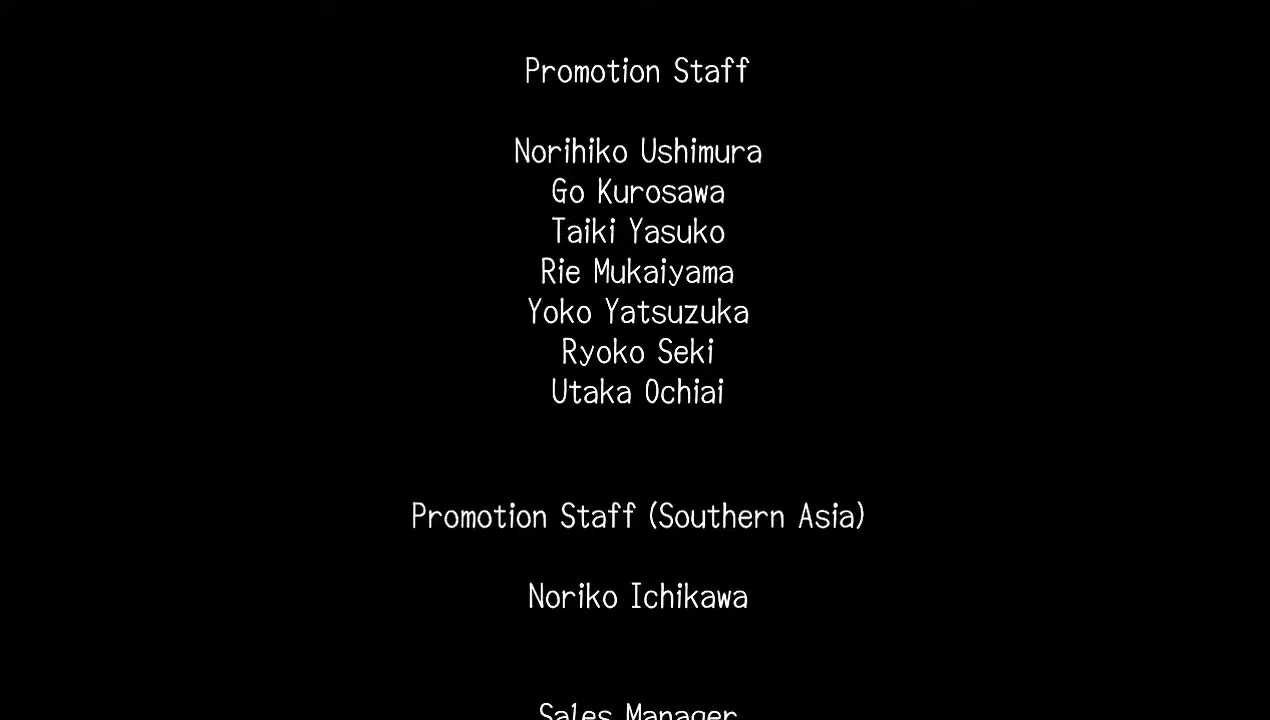 Promotion Staff
Norihiko Ushimura
Go Kurosawa
Taiki Yasuko
Rie Mukaiyama
Yoko Yatsuzuka
Ryoko Seki
Utaka Ochiai
Promotion Staff (Southern Asia)
Noriko Ichikawa
Sales Manager